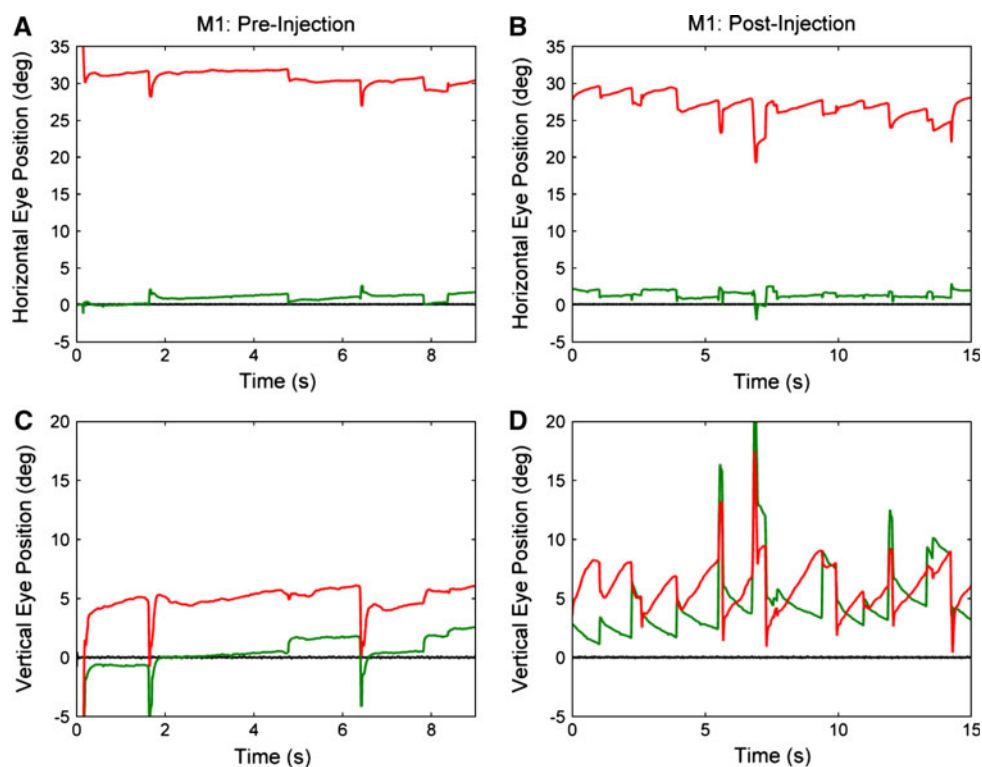 A
M1: Pre-Injection
Horizontal Eye Position (deg)
35
30
25
20
15
10
5
0
-5
0 2 4 6 8
Time (s)
B
M1: Post-Injection
Horizontal Eye Position (deg)
35
30
25
20
15
10
5
0
-5
0 5 10 15
Time (s)
C
Vertical Eye Position (deg)
20
15
10
5
0
-5
0 2 4 6 8
Time (s)
D
Vertical Eye Position (deg)
20
15
10
5
0
-5
0 5 10 15
Time (s)